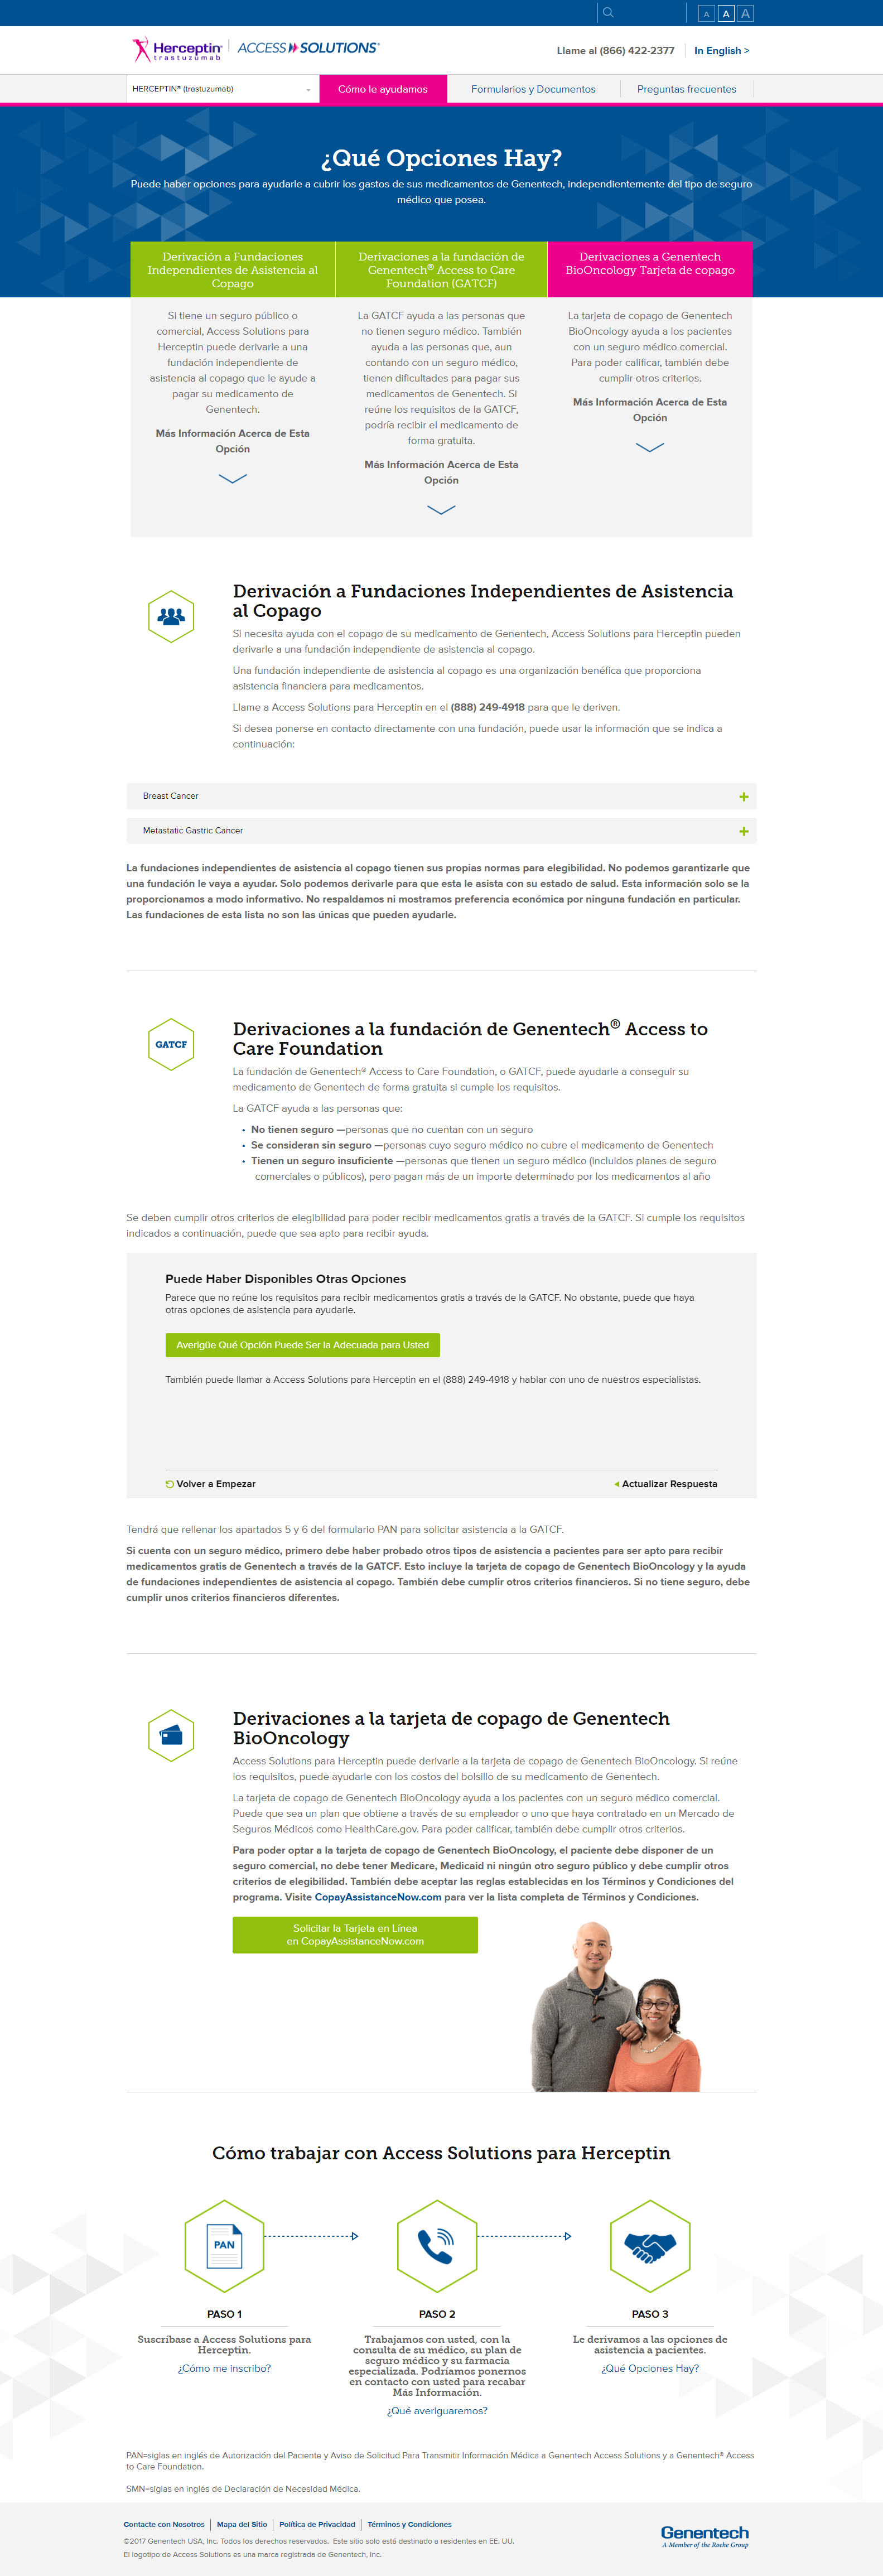 A A A
Herceptin®
trastuzumab
ACCESS SOLUTIONS®
Llame al (866) 422-2377
In English >
HERCEPTIN® (trastuzumab)
Cómo le ayudamos
Formularios y Documentos
Preguntas frecuentes
¿Qué Opciones Hay?
Puede haber opciones para ayudarle a cubrir los gastos de sus medicamentos de Genentech, independientemente del tipo de seguro
médico que posea.
Derivación a Fundaciones
Independientes de Asistencia al
Copago
Si tiene un seguro público o
comercial, Access Solutions para
Herceptin puede derivarle a una
fundación independiente de
asistencia al copago que le ayude a
pagar su medicamento de
Genentech.
Más Información Acerca de Esta
Opción
Derivaciones a la fundación de
Genentech® Access to Care
Foundation (GATCF)
La GATCF ayuda a las personas que
no tienen seguro médico. También
ayuda a las personas que, aun
contando con un seguro médico,
tienen dificultades para pagar sus
medicamentos de Genentech. Si
reúne los requisitos de la GATCF,
podría recibir el medicamento de
forma gratuita.
Más Información Acerca de Esta
Opción
Derivaciones a Genentech
BioOncology Tarjeta de copago
La tarjeta de copago de Genentech
BioOncology ayuda a los pacientes
con un seguro médico comercial.
Para poder calificar, también debe
cumplir otros criterios.
Más Información Acerca de Esta
Opción
Derivación a Fundaciones Independientes de Asistencia
al Copago
Si necesita ayuda con el copago de su medicamento de Genentech, Access Solutions para Herceptin pueden
derivarle a una fundación independiente de asistencia al copago.
Una fundación independiente de asistencia al copago es una organización benéfica que proporciona
asistencia financiera para medicamentos.
Llame a Access Solutions para Herceptin en el (888) 249-4918 para que le deriven.
Si desea ponerse en contacto directamente con una fundación, puede usar la información que se indica a
continuación:
Breast Cancer
Metastatic Gastric Cancer
La fundaciones independientes de asistencia al copago tienen sus propias normas para elegibilidad. No podemos garantizarle que
una fundación le vaya a ayudar. Solo podemos derivarle para que esta le asista con su estado de salud. Esta información solo se la
proporcionamos a modo informativo. No respaldamos ni mostramos preferencia económica por ninguna fundación en particular.
Las fundaciones de esta lista no son las únicas que pueden ayudarle.
GATCF
Derivaciones a la fundación de Genentech® Access to
Care Foundation
La fundación de Genentech® Access to Care Foundation, o GATCF, puede ayudarle a conseguir su
medicamento de Genentech de forma gratuita si cumple los requisitos.
La GATCF ayuda a las personas que:
• No tienen seguro —personas que no cuentan con un seguro
• Se consideran sin seguro —personas cuyo seguro médico no cubre el medicamento de Genentech
• Tienen un seguro insuficiente —personas que tienen un seguro médico (incluidos planes de seguro
comerciales o públicos), pero pagan más de un importe determinado por los medicamentos al año
Se deben cumplir otros criterios de elegibilidad para poder recibir medicamentos gratis a través de la GATCF. Si cumple los requisitos
indicados a continuación, puede que sea apto para recibir ayuda.
Puede Haber Disponibles Otras Opciones
Parece que no reúne los requisitos para recibir medicamentos gratis a través de la GATCF. No obstante, puede que haya
otras opciones de asistencia para ayudarle.
Averigüe Qué Opción Puede Ser la Adecuada para Usted
También puede llamar a Access Solutions para Herceptin en el (888) 249-4918 y hablar con uno de nuestros especialistas.
Volver a Empezar
Actualizar Respuesta
Tendrá que rellenar los apartados 5 y 6 del formulario PAN para solicitar asistencia a la GATCF.
Si cuenta con un seguro médico, primero debe haber probado otros tipos de asistencia a pacientes para ser apto para recibir
medicamentos gratis de Genentech a través de la GATCF. Esto incluye la tarjeta de copago de Genentech BioOncology y la ayuda
de fundaciones independientes de asistencia al copago. También debe cumplir otros criterios financieros. Si no tiene seguro, debe
cumplir unos criterios financieros diferentes.
Derivaciones a la tarjeta de copago de Genentech
BioOncology
Access Solutions para Herceptin puede derivarle a la tarjeta de copago de Genentech BioOncology. Si reúne
los requisitos, puede ayudarle con los costos del bolsillo de su medicamento de Genentech.
La tarjeta de copago de Genentech BioOncology ayuda a los pacientes con un seguro médico comercial.
Puede que sea un plan que obtiene a través de su empleador o uno que haya contratado en un Mercado de
Seguros Médicos como HealthCare.gov. Para poder calificar, también debe cumplir otros criterios.
Para poder optar a la tarjeta de copago de Genentech BioOncology, el paciente debe disponer de un
seguro comercial, no debe tener Medicare, Medicaid ni ningún otro seguro público y debe cumplir otros
criterios de elegibilidad. También debe aceptar las reglas establecidas en los Términos y Condiciones del
programa. Visite CopayAssistanceNow.com para ver la lista completa de Términos y Condiciones.
Solicitar la Tarjeta en Línea
en CopayAssistanceNow.com
Cómo trabajar con Access Solutions para Herceptin
PAN
PASO 1
Suscríbase a Access Solutions para
Herceptin.
¿Cómo me inscribo?
PASO 2
Trabajamos con usted, con la
consulta de su médico, su plan de
seguro médico y su farmacia
especializada. Podríamos ponernos
en contacto con usted para recabar
Más Información.
¿Qué averiguaremos?
PASO 3
Le derivamos a las opciones de
asistencia a pacientes.
¿Qué Opciones Hay?
PAN=siglas en inglés de Autorización del Paciente y Aviso de Solicitud Para Transmitir Información Médica a Genentech Access Solutions y a Genentech® Access
to Care Foundation.
SMN=siglas en inglés de Declaración de Necesidad Médica.
Contacte con Nosotros
Mapa del Sitio
Política de Privacidad
Términos y Condiciones
©2017 Genentech USA, Inc. Todos los derechos reservados. Este sitio solo está destinado a residentes en EE. UU.
El logotipo de Access Solutions es una marca registrada de Genentech, Inc.
Genentech
A Member of the Roche Group